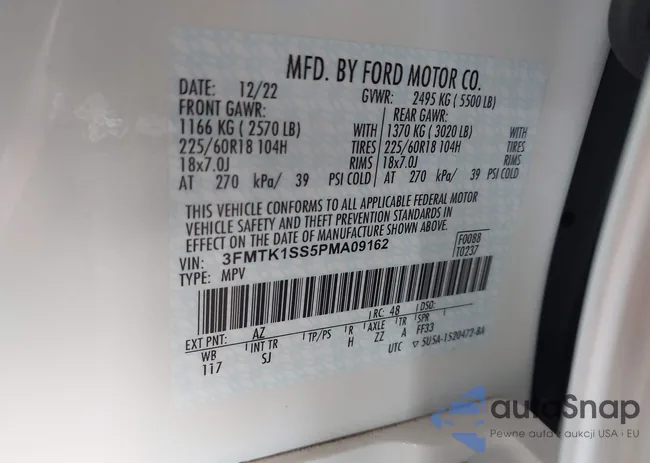 MFD. BY FORD MOTOR CO.
DATE: 12/22 GVWR: 2495 KG ( 5500 LB)
FRONT GAWR: REAR GAWR:
1166 KG ( 2570 LB) WITH 1370 KG ( 3020 LB) WITH
225/60R18 104H TIRES 225/60R18 104H TIRES
18x7.0J RIMS 18x7.0J RIMS
AT 270 kPa/ 39 PSI COLD AT 270 kPa/ 39 PSI COLD
THIS VEHICLE CONFORMS TO ALL APPLICABLE FEDERAL MOTOR
VEHICLE SAFETY AND THEFT PREVENTION STANDARDS IN
EFFECT ON THE DATE OF MANUFACTURE SHOWN ABOVE.
VIN: 3FMTK1SS5PMA09162 F0088
TYPE: MPV T0237
EXT PNT: AZ RC: 48 DSO:
WB INT TR TP/PS R AXLE TR SPR
117 SJ H ZZ A FF33
UTC 5U5A-1520472-BA
autoSnap
Pewne auta z aukcji USA i EU